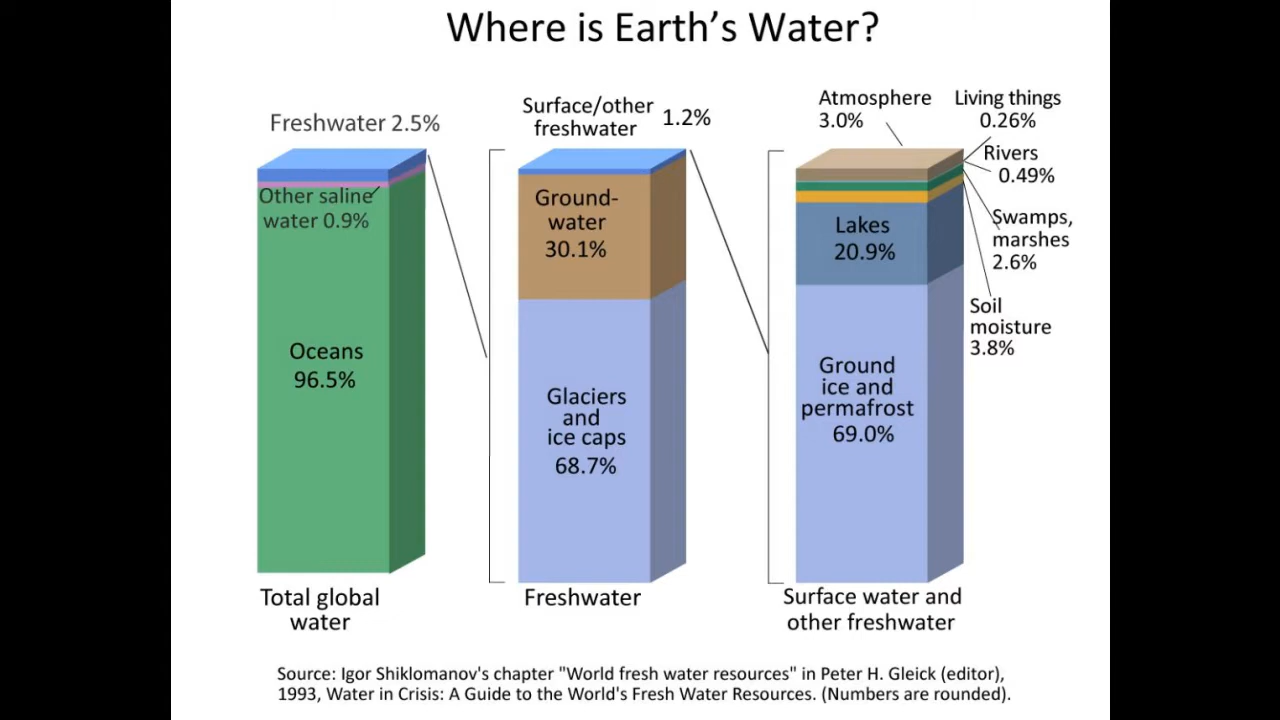 Where is Earth's Water?
Freshwater 2.5%
Other saline
water 0.9%
Oceans
96.5%
Total global
water
Surface/other
freshwater
1.2%
Ground-
water
30.1%
Glaciers
and
ice caps
68.7%
Freshwater
Atmosphere
3.0%
Living things
0.26%
Rivers
0.49%
Swamps,
marshes
2.6%
Soil
moisture
3.8%
Lakes
20.9%
Ground
ice and
permafrost
69.0%
Surface water and
other freshwater
Source: Igor Shiklomanov's chapter "World fresh water resources" in Peter H. Gleick (editor),
1993, Water in Crisis: A Guide to the World's Fresh Water Resources. (Numbers are rounded).